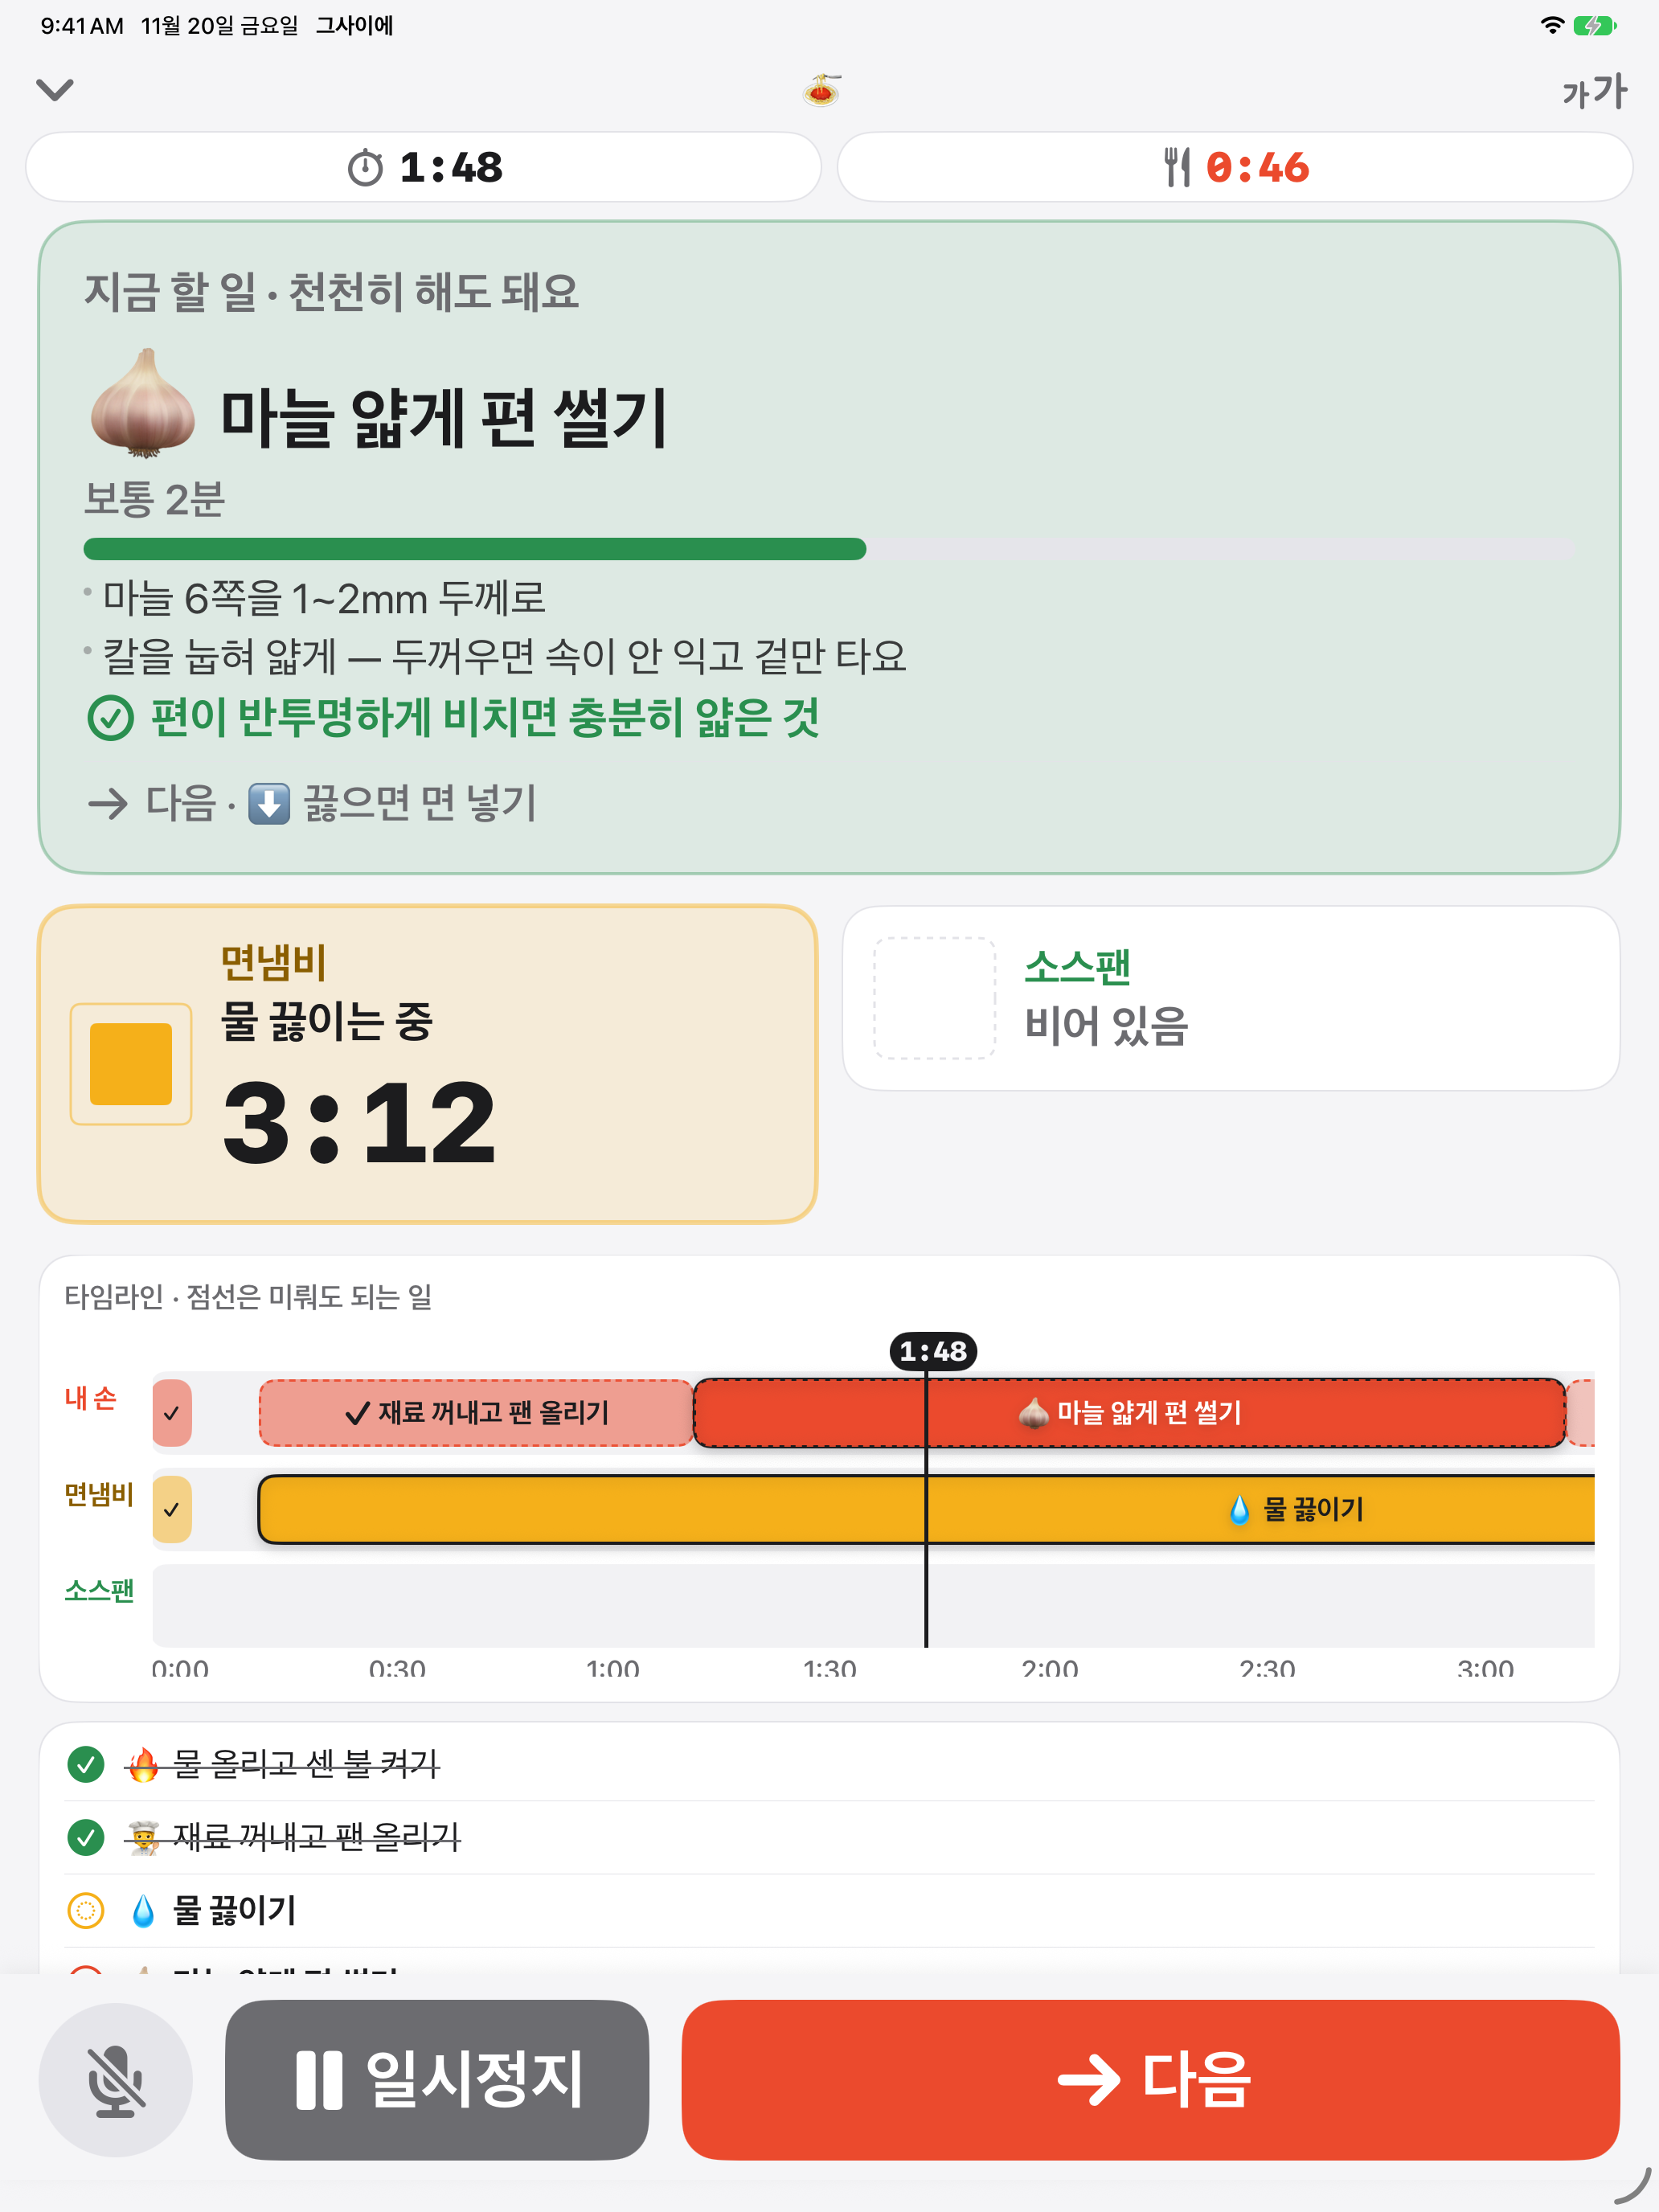 9:41 AM 11월 20일 금요일 그사이에
가가
1:48
0:46
지금 할 일 · 천천히 해도 돼요
마늘 얇게 편 썰기
보통 2분
• 마늘 6쪽을 1~2mm 두께로
• 칼을 눕혀 얇게 — 두꺼우면 속이 안 익고 겉만 타요
편이 반투명하게 비치면 충분히 얇은 것
→ 다음 · ⬇️ 끓으면 면 넣기
면냄비
물 끓이는 중
3:12
소스팬
비어 있음
타임라인 · 점선은 미뤄도 되는 일
1:48
내 손
✓ 재료 꺼내고 팬 올리기
🧄 마늘 얇게 편 썰기
면냄비
💧 물 끓이기
소스팬
0:00 0:30 1:00 1:30 2:00 2:30 3:00
🔥 물 올리고 센 불 켜기
🧑‍🍳 재료 꺼내고 팬 올리기
💧 물 끓이기
일시정지
→ 다음